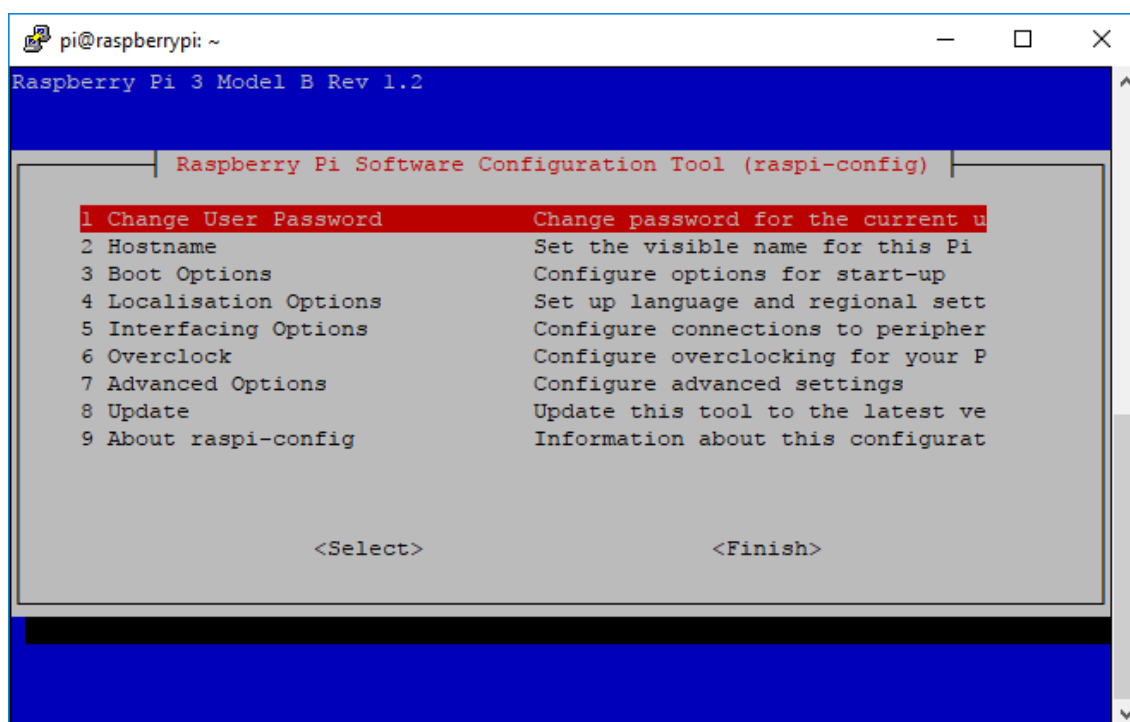 pi@raspberrypi: ~
Raspberry Pi 3 Model B Rev 1.2
Raspberry Pi Software Configuration Tool (raspi-config)
1 Change User Password Change password for the current u
2 Hostname Set the visible name for this Pi
3 Boot Options Configure options for start-up
4 Localisation Options Set up language and regional sett
5 Interfacing Options Configure connections to peripher
6 Overclock Configure overclocking for your P
7 Advanced Options Configure advanced settings
8 Update Update this tool to the latest ve
9 About raspi-config Information about this configurat
<Select> <Finish>